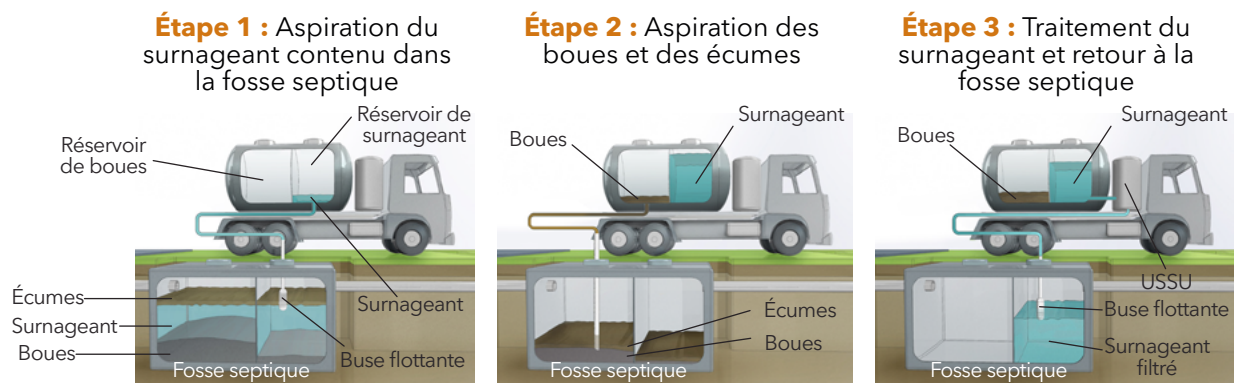 Étape 1 : Aspiration du
surnageant contenu dans
la fosse septique
Réservoir de
surnageant
Réservoir
de boues
Écumes
Surnageant
Surnageant
Boues
Buse flottante
Fosse septique
Étape 2 : Aspiration des
boues et des écumes
Surnageant
Boues
Écumes
Boues
Fosse septique
Étape 3 : Traitement du
surnageant et retour à la
fosse septique
Surnageant
Boues
USSU
Buse flottante
Surnageant
filtré
Fosse septique